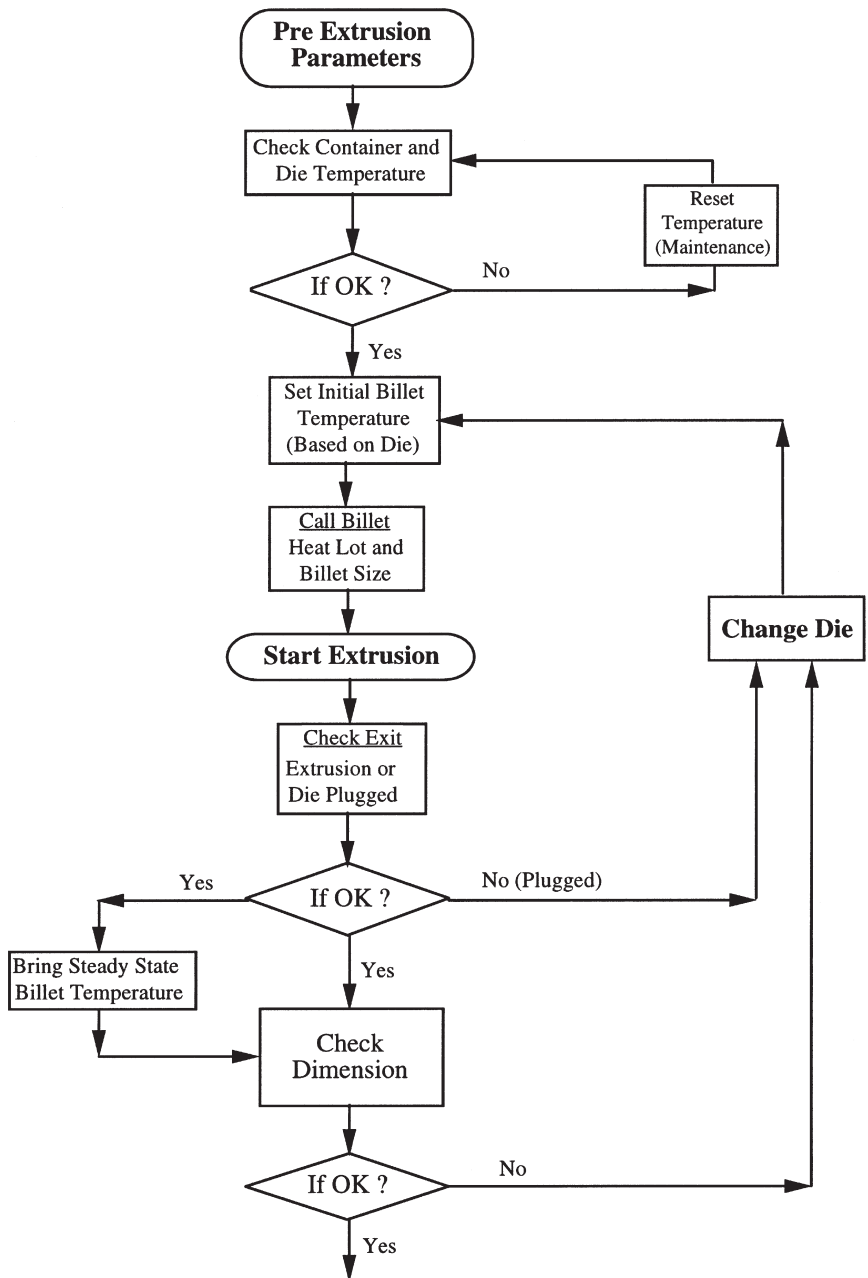 Pre Extrusion
Parameters
Check Container and
Die Temperature
Reset
Temperature
(Maintenance)
If OK ?
No
Yes
Set Initial Billet
Temperature
(Based on Die)
Call Billet
Heat Lot and
Billet Size
Change Die
Start Extrusion
Check Exit
Extrusion or
Die Plugged
Yes
If OK ?
No (Plugged)
Yes
Bring Steady State
Billet Temperature
Check
Dimension
If OK ?
No
Yes